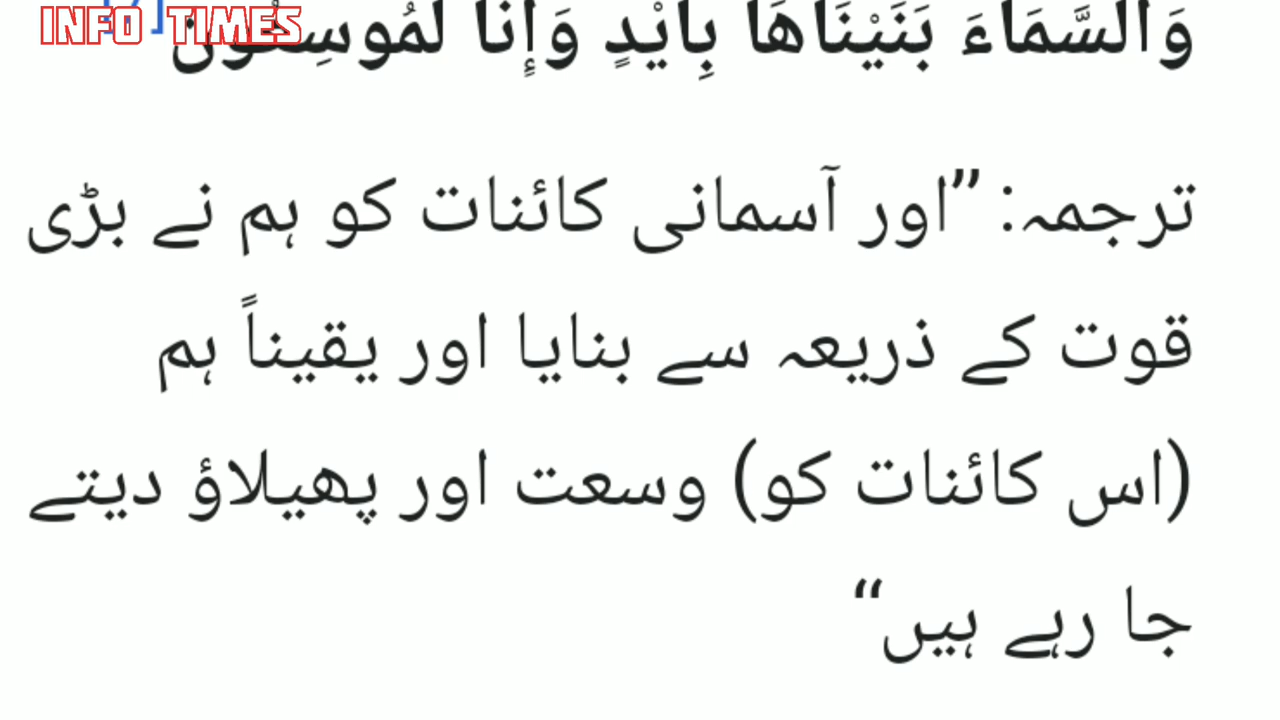 INFO TIMES
وَالسَّمَاءَ بَنَيْنَاهَا بِأَيْدٍ وَإِنَّا لَمُوسِعُونَ
ترجمہ: ”اور آسمانی کائنات کو ہم نے بڑی
قوت کے ذریعہ سے بنایا اور یقیناً ہم
(اس کائنات کو) وسعت اور پھیلاؤ دیتے
جا رہے ہیں“